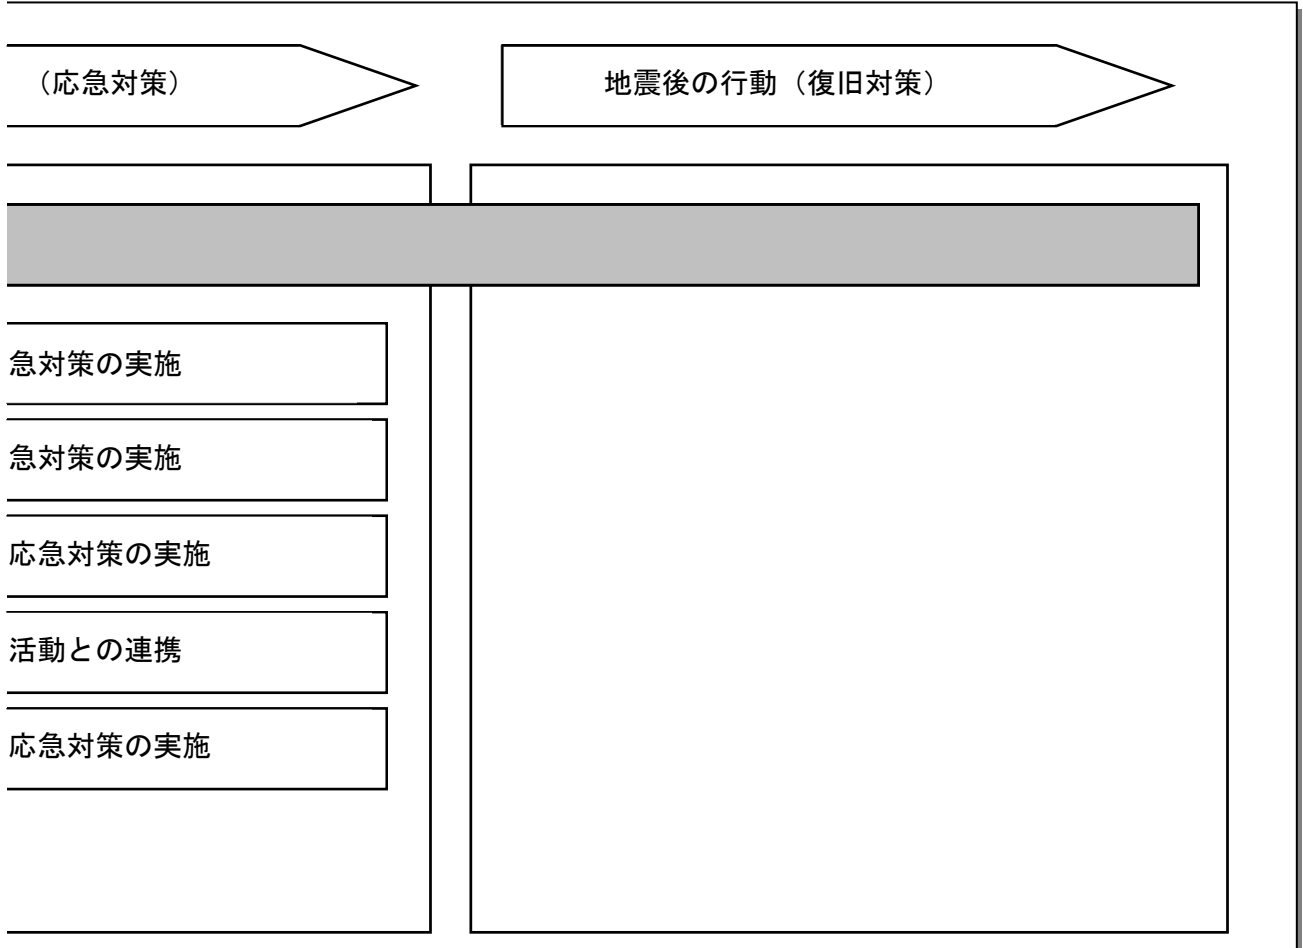 （応急対策）
地震後の行動（復旧対策）
急対策の実施
急対策の実施
応急対策の実施
活動との連携
応急対策の実施